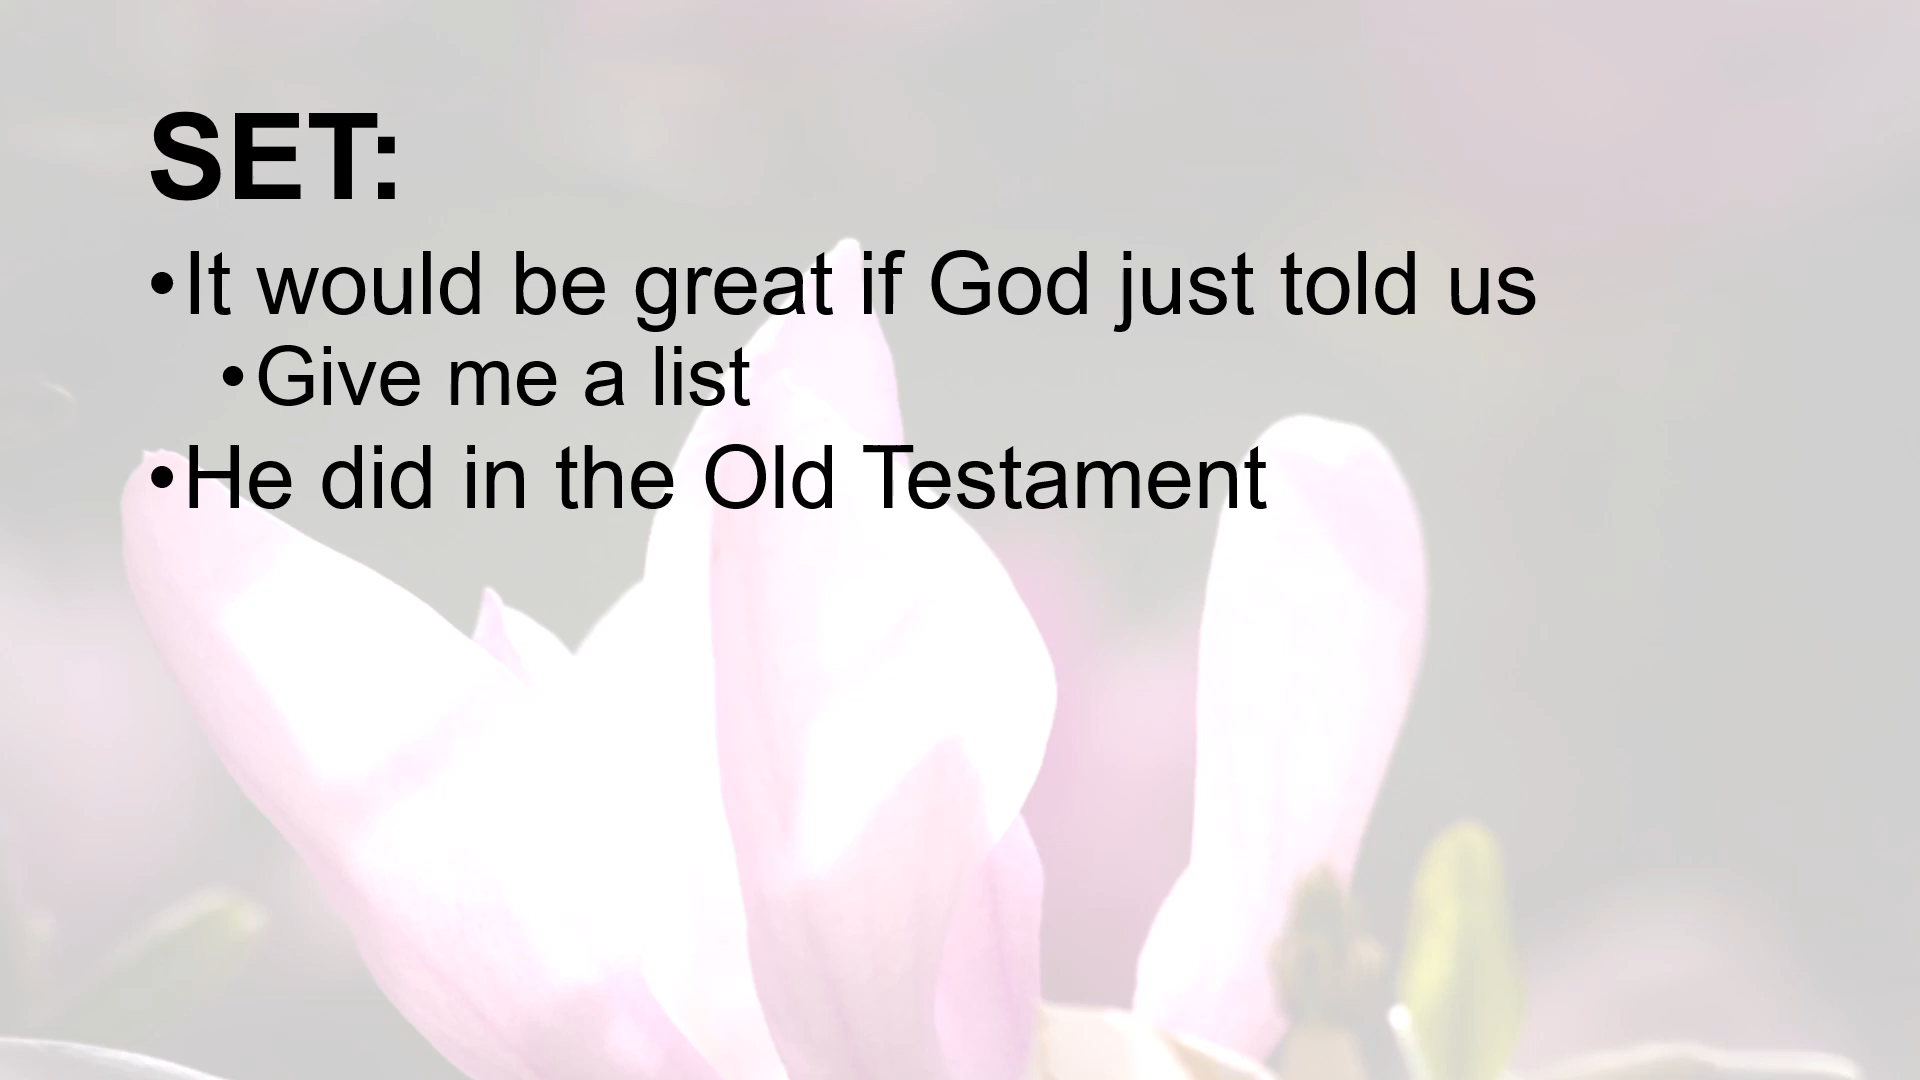 SET:
•It would be great if God just told us
•Give me a list
•He did in the Old Testament